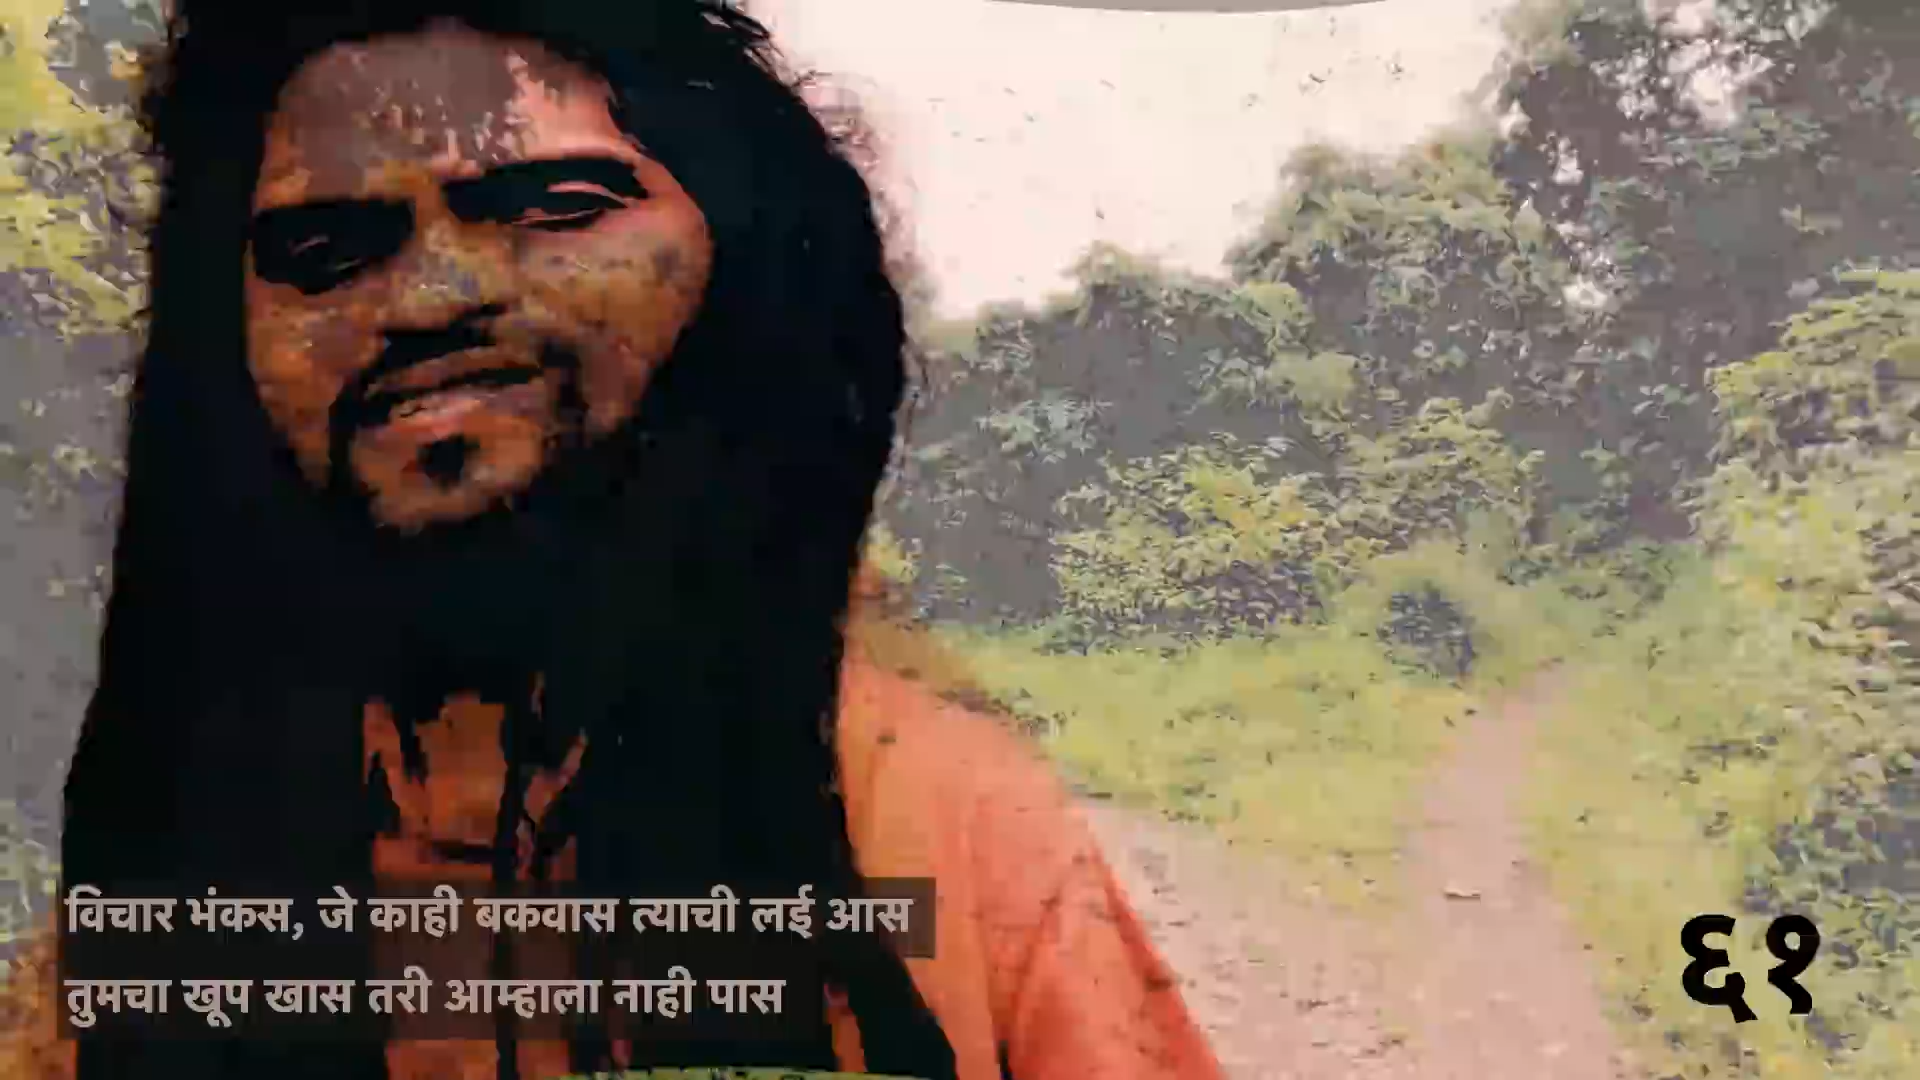 विचार भंकस, जे काही बकवास त्याची लई आस
तुमचा खूप खास तरी आम्हाला नाही पास
६१